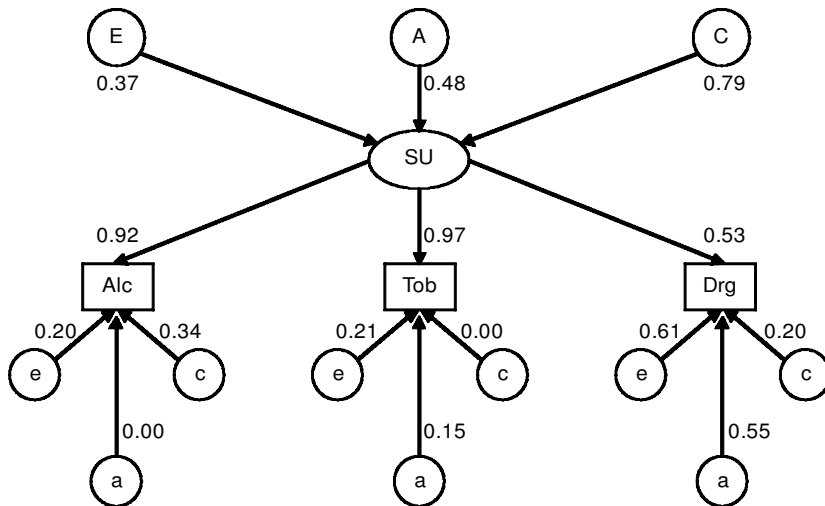 E A C
0.37 0.48 0.79
SU
0.92 0.97 0.53
Alc Tob Drg
0.20 0.34 0.21 0.00 0.61 0.20
e c e c e c
0.00 0.15 0.55
a a a